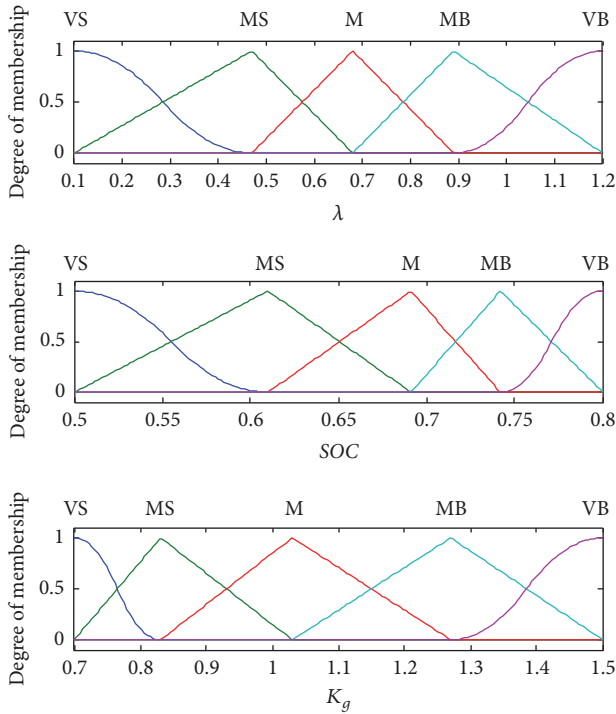 VS MS M MB VB
Degree of membership
1
0.5
0
0.1 0.2 0.3 0.4 0.5 0.6 0.7 0.8 0.9 1 1.1 1.2
λ
VS MS M MB VB
Degree of membership
1
0.5
0
0.5 0.55 0.6 0.65 0.7 0.75 0.8
SOC
VS MS M MB VB
Degree of membership
1
0.5
0
0.7 0.8 0.9 1 1.1 1.2 1.3 1.4 1.5
K_g